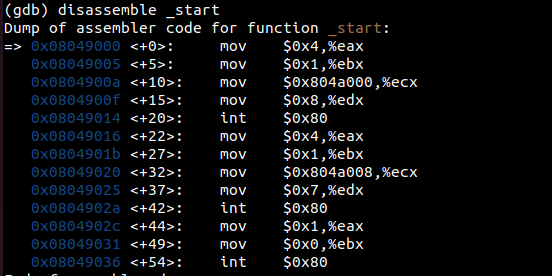 (gdb) disassemble _start
Dump of assembler code for function _start:
=> 0x08049000 <+0>:     mov    $0x4,%eax
   0x08049005 <+5>:     mov    $0x1,%ebx
   0x0804900a <+10>:    mov    $0x804a000,%ecx
   0x0804900f <+15>:    mov    $0x8,%edx
   0x08049014 <+20>:    int    $0x80
   0x08049016 <+22>:    mov    $0x4,%eax
   0x0804901b <+27>:    mov    $0x1,%ebx
   0x08049020 <+32>:    mov    $0x804a008,%ecx
   0x08049025 <+37>:    mov    $0x7,%edx
   0x0804902a <+42>:    int    $0x80
   0x0804902c <+44>:    mov    $0x1,%eax
   0x08049031 <+49>:    mov    $0x0,%ebx
   0x08049036 <+54>:    int    $0x80